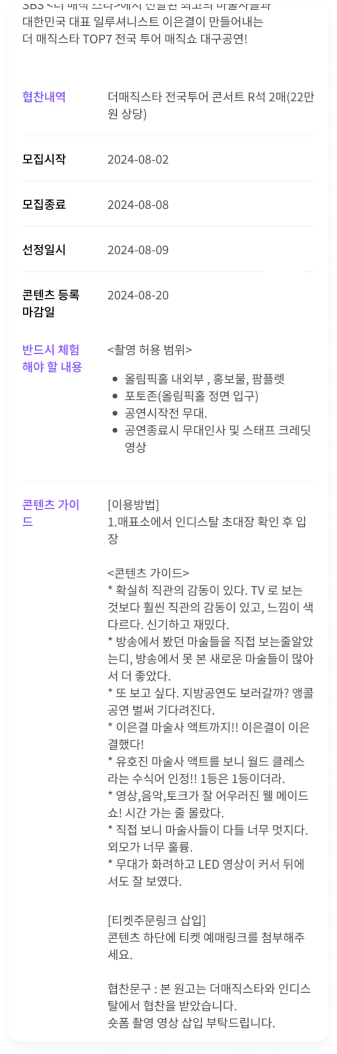 SBS <더 매직 스타>에서 선발된 최고의 마술사들과
대한민국 대표 일루셔니스트 이은결이 만들어내는
더 매직스타 TOP7 전국 투어 매직쇼 대구공연!
협찬내역
더매직스타 전국투어 콘서트 R석 2매(22만
원 상당)
모집시작
2024-08-02
모집종료
2024-08-08
선정일시
2024-08-09
콘텐츠 등록
마감일
2024-08-20
반드시 체험
해야 할 내용
<촬영 허용 범위>
• 올림픽홀 내외부 , 홍보물, 팜플렛
• 포토존(올림픽홀 정면 입구)
• 공연시작전 무대.
• 공연종료시 무대인사 및 스태프 크레딧
영상
콘텐츠 가이
드
[이용방법]
1.매표소에서 인디스탈 초대장 확인 후 입
장
<콘텐츠 가이드>
* 확실히 직관의 감동이 있다. TV 로 보는
것보다 훨씬 직관의 감동이 있고, 느낌이 색
다르다. 신기하고 재밌다.
* 방송에서 봤던 마술들을 직접 보는줄알았
는디, 방송에서 못 본 새로운 마술들이 많아
서 더 좋았다.
* 또 보고 싶다. 지방공연도 보러갈까? 앵콜
공연 벌써 기다려진다.
* 이은결 마술사 액트까지!! 이은결이 이은
결했다!
* 유호진 마술사 액트를 보니 월드 클레스
라는 수식어 인정!! 1등은 1등이더라.
* 영상,음악,토크가 잘 어우러진 웰 메이드
쇼! 시간 가는 줄 몰랐다.
* 직접 보니 마술사들이 다들 너무 멋지다.
외모가 너무 훌륭.
* 무대가 화려하고 LED 영상이 커서 뒤에
서도 잘 보였다.
[티켓주문링크 삽입]
콘텐츠 하단에 티켓 예매링크를 첨부해주
세요.
협찬문구 : 본 원고는 더매직스타와 인디스
탈에서 협찬을 받았습니다.
숏폼 촬영 영상 삽입 부탁드립니다.